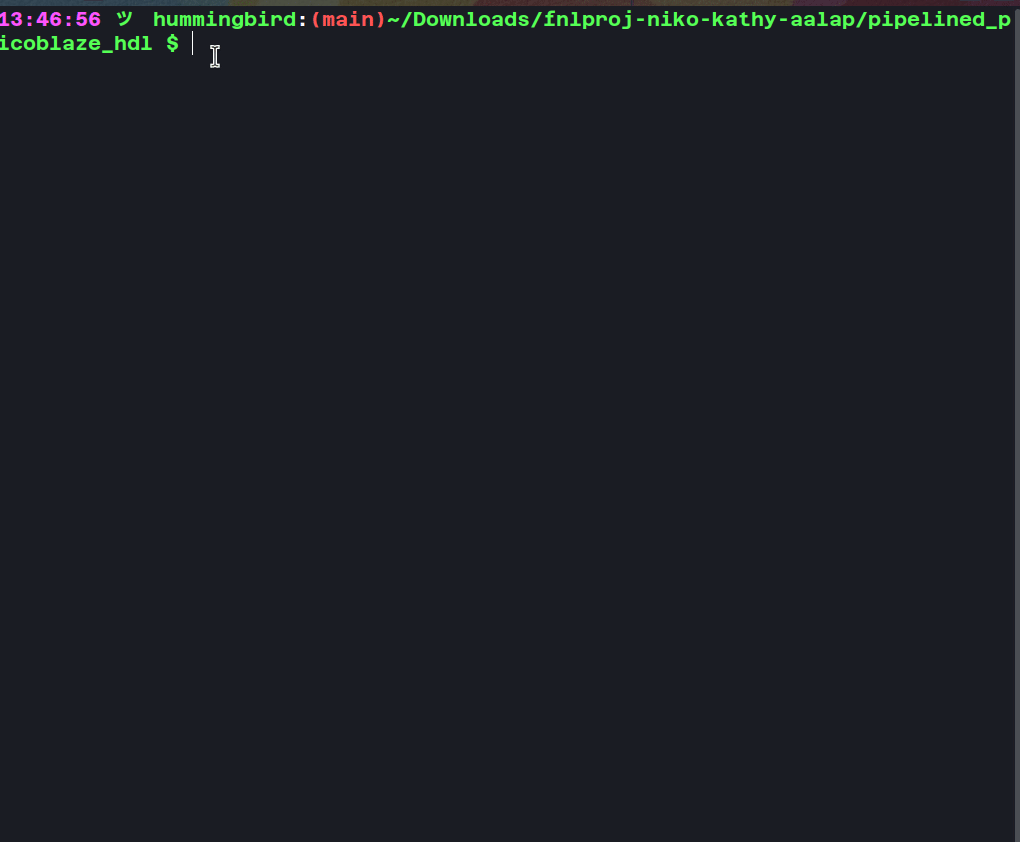 13:46:56 ツ hummingbird:(main)~/Downloads/fnlproj-niko-kathy-aalap/pipelined_p
icoblaze_hdl $